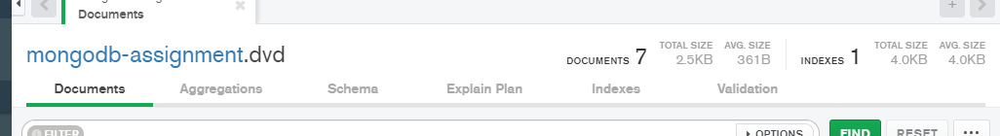 Documents
mongodb-assignment.dvd
DOCUMENTS 7 TOTAL SIZE 2.5KB AVG. SIZE 361B INDEXES 1 TOTAL SIZE 4.0KB AVG. SIZE 4.0KB
Documents Aggregations Schema Explain Plan Indexes Validation
FILTER OPTIONS FIND RESET ...